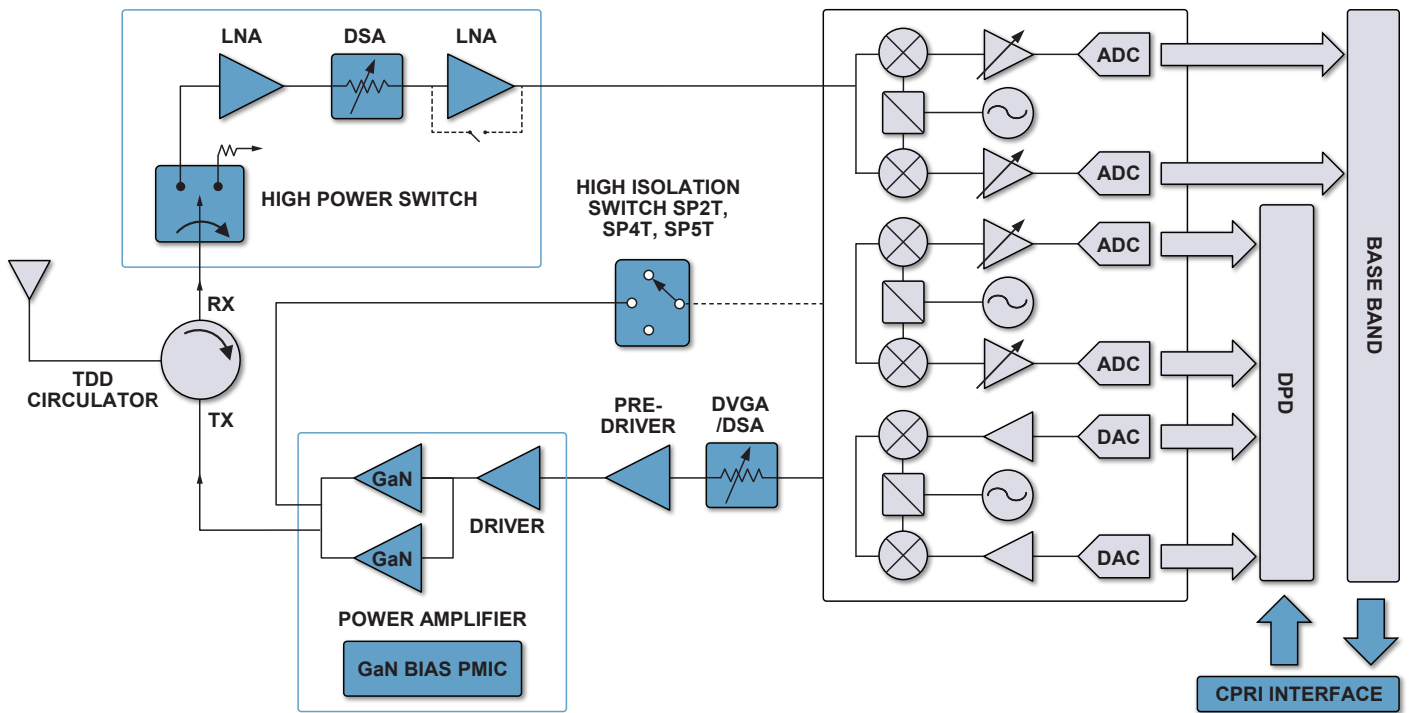 LNA
DSA
LNA
HIGH POWER SWITCH
RX
TDD
CIRCULATOR
TX
HIGH ISOLATION
SWITCH SP2T,
SP4T, SP5T
PRE-
DRIVER
DVGA
/DSA
GaN
GaN
DRIVER
POWER AMPLIFIER
GaN BIAS PMIC
ADC
ADC
ADC
ADC
DAC
DAC
DPD
BASE BAND
CPRI INTERFACE